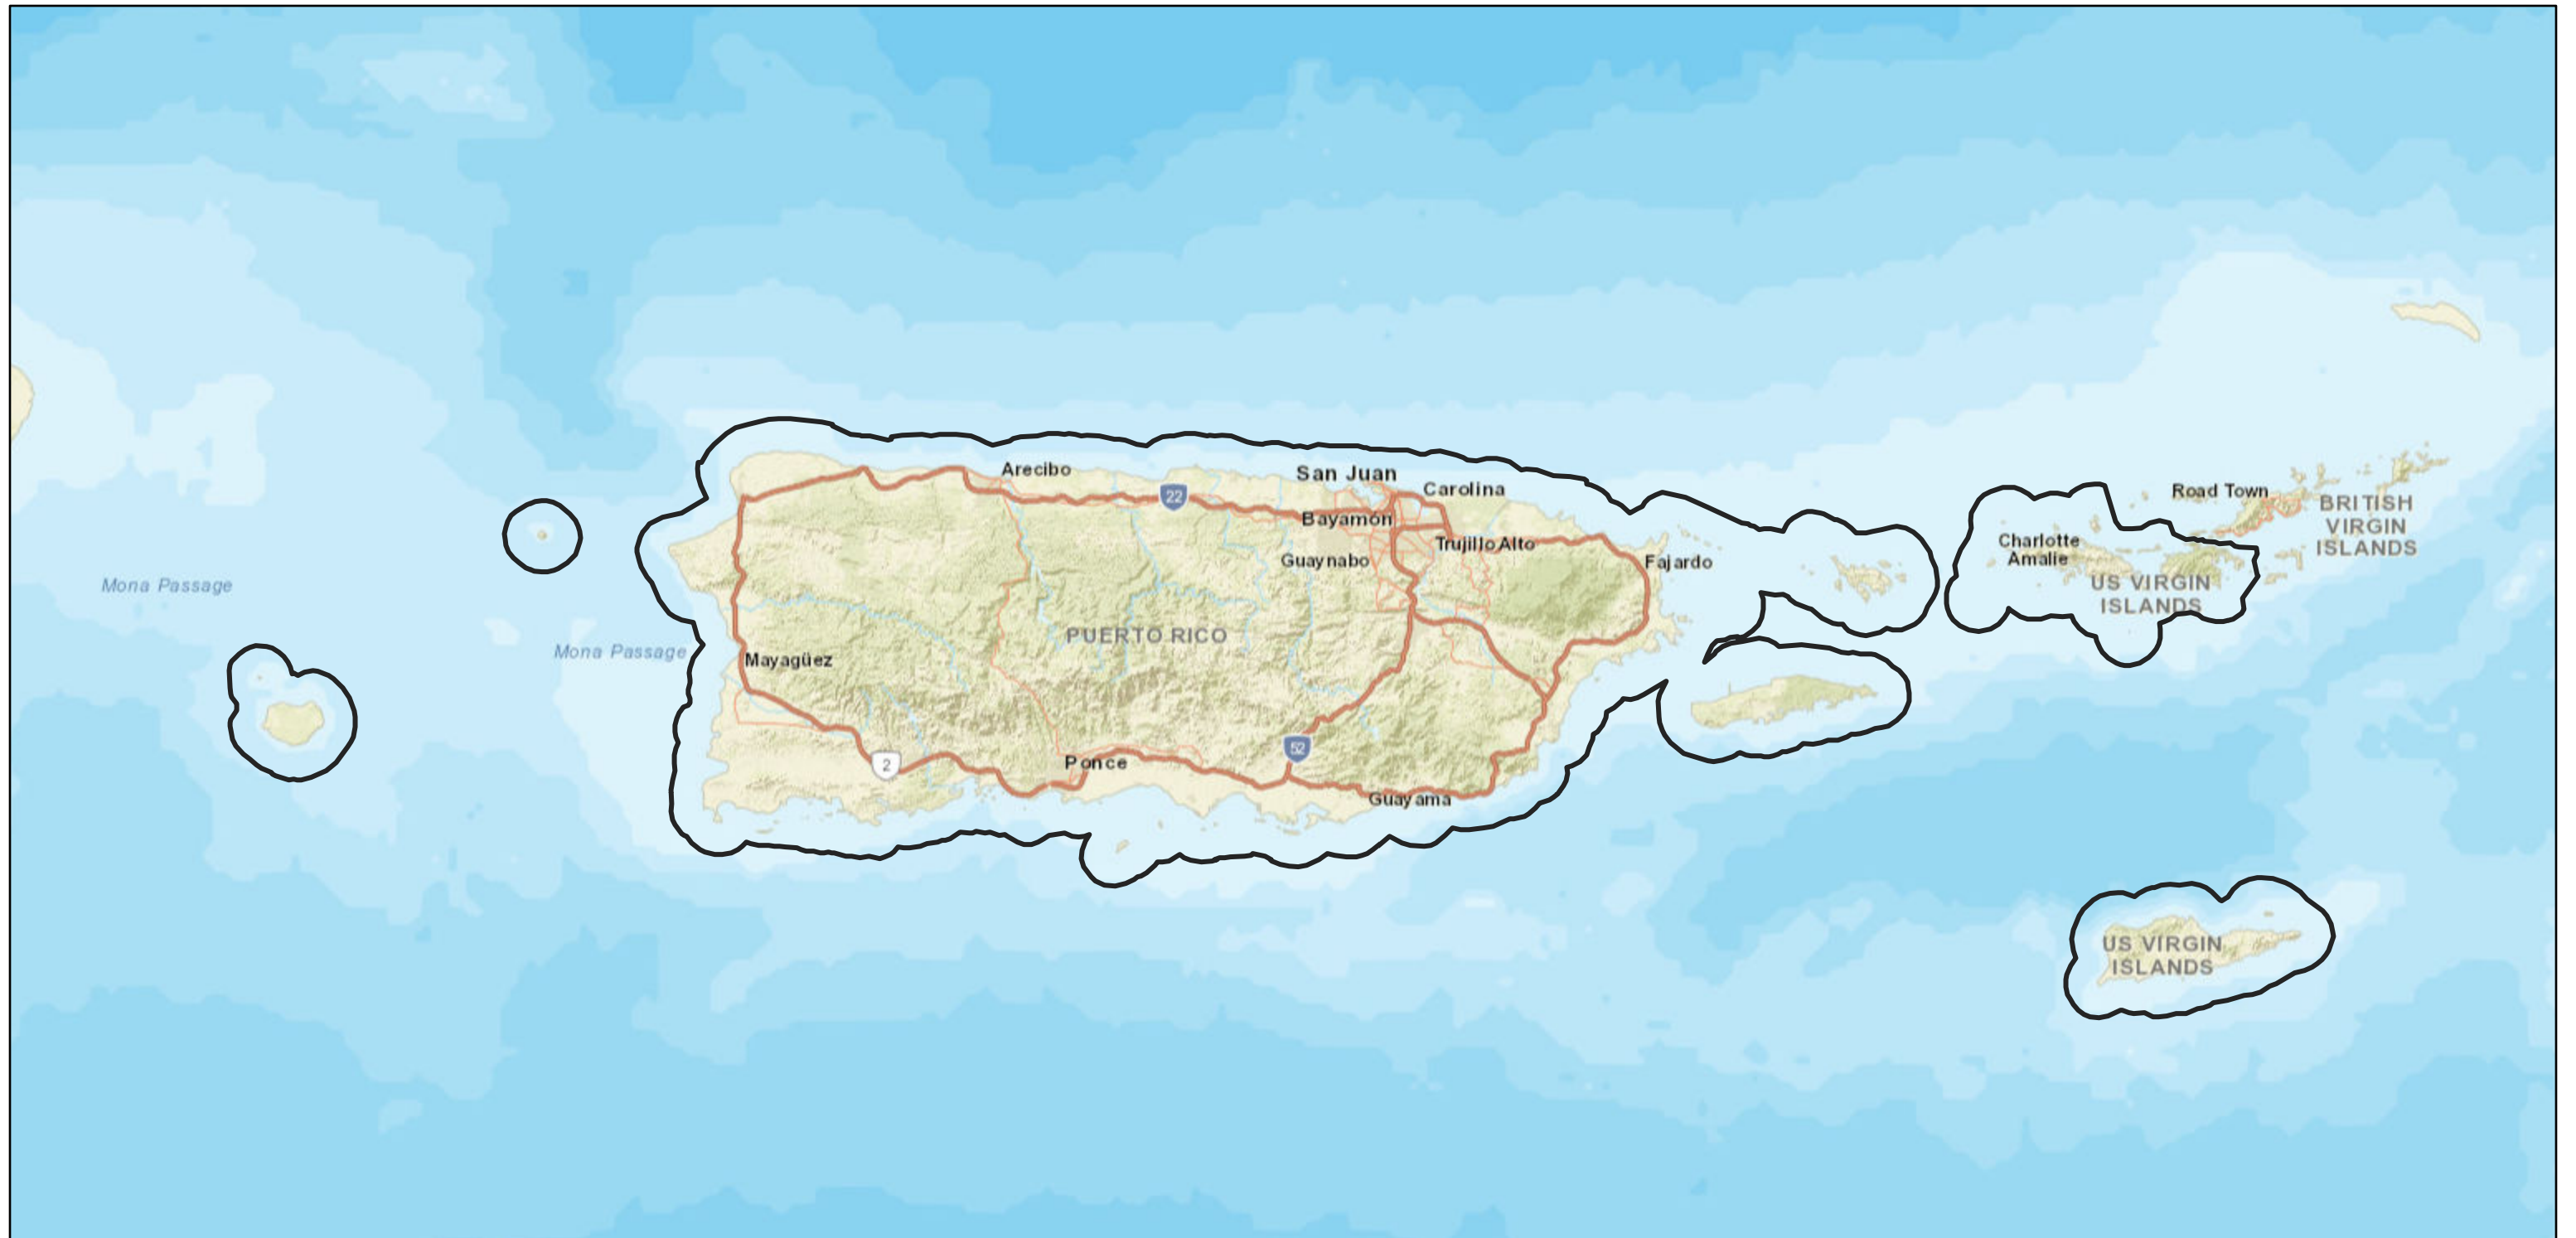 Arecibo
San Juan
22
Carolina
Road Town
BRITISH
VIRGIN
ISLANDS
Bayamón
Trujillo Alto
Charlotte
Amalie
Guaynabo
Fajardo
Mona Passage
US VIRGIN
ISLANDS
PUERTO RICO
Mona Passage
Mayagüez
52
2
Ponce
Guayama
US VIRGIN
ISLANDS